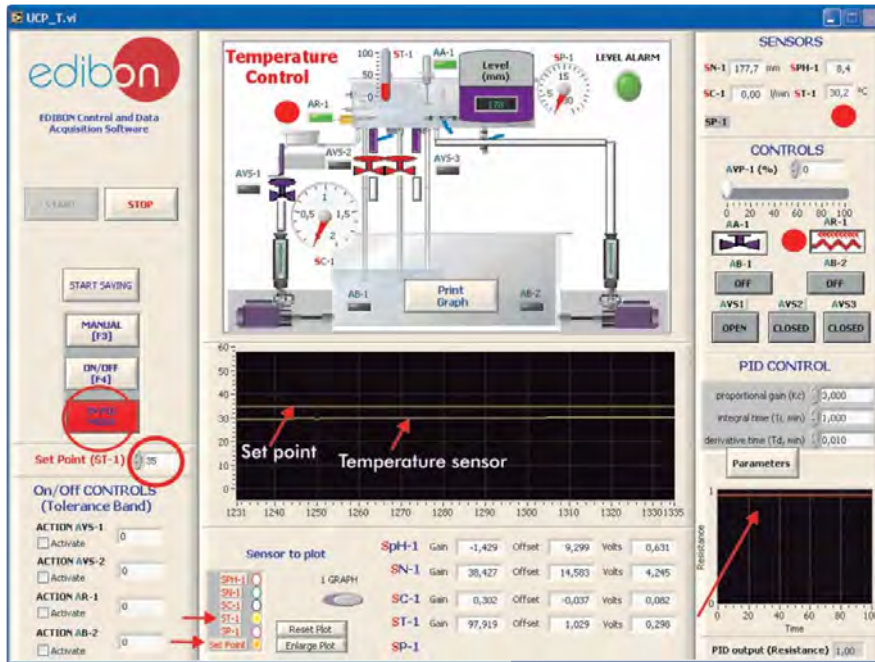 UCP_T.vi
edibon
EDIBON Control and Data
Acquisition Software
START
STOP
START SAVING
MANUAL
[F3]
ON/OFF
[F4]
Set Point (ST-1)
35
On/Off CONTROLS
(Tolerance Band)
ACTION AVS-1
Activate
0
ACTION AVS-2
Activate
0
ACTION AR-1
Activate
0
ACTION AB-2
Activate
0
Temperature
Control
100
80
60
40
20
0
ST-1
AA-1
Level
(mm)
178
SP-1
15
5
30
LEVEL ALARM
AR-1
AVS-2
AVS-1
AVS-3
0,5
1
1,5
2
SC-1
AB-1
Print
Graph
AB-2
60
50
40
30
20
10
0
Set point
Temperature sensor
1231 1240 1250 1260 1270 1280 1290 1300 1310 1320 1330 1335
Sensor to plot
SPH-1
SN-1
SC-1
ST-1
SP-1
Set Point
1 GRAPH
Reset Plot
Enlarge Plot
SpH-1 Gain -1,429 Offset 9,299 Volts 0,631
SN-1 Gain 38,427 Offset 14,583 Volts 4,245
SC-1 Gain 0,302 Offset -0,037 Volts 0,082
ST-1 Gain 97,919 Offset 1,029 Volts 0,298
SP-1
SENSORS
SN-1 177,7 mm SPH-1 8,4
SC-1 0,00 l/min ST-1 30,2 ºC
SP-1
CONTROLS
AVP-1 (%) 0
0 20 40 60 80 100
AA-1
AR-1
AB-1
AB-2
OFF
OFF
AVS1 AVS2 AVS3
OPEN CLOSED CLOSED
PID CONTROL
proportional gain (Kc) 3,000
integral time (Ti, min) 1,000
derivative time (Td, min) 0,010
Parameters
1
Resistance
0
0 20 40 60 80 100
Time
PID output (Resistance) 1,00